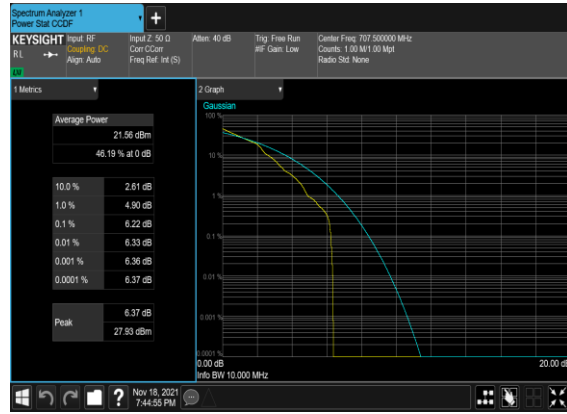 Spectrum Analyzer 1
Power Stat CCDF
+
KEYSIGHT
RL
Input: RF
Coupling: DC
Align: Auto
Input Z: 50 Ω
Corr CCorr
Freq Ref: Int (S)
Atten: 40 dB
Trig: Free Run
#IF Gain: Low
Center Freq: 707.500000 MHz
Counts: 1.00 M/1.00 Mpt
Radio Std: None
1 Metrics
Average Power
21.56 dBm
46.19 % at 0 dB
10.0 % 2.61 dB
1.0 % 4.90 dB
0.1 % 6.22 dB
0.01 % 6.33 dB
0.001 % 6.36 dB
0.0001 % 6.37 dB
Peak
6.37 dB
27.93 dBm
2 Graph
Gaussian
100 %
10 %
1 %
0.1 %
0.01 %
0.001 %
0.0001 %
0.00 dB
20.00 dB
Info BW 10.000 MHz
?
Nov 18, 2021
7:44:55 PM